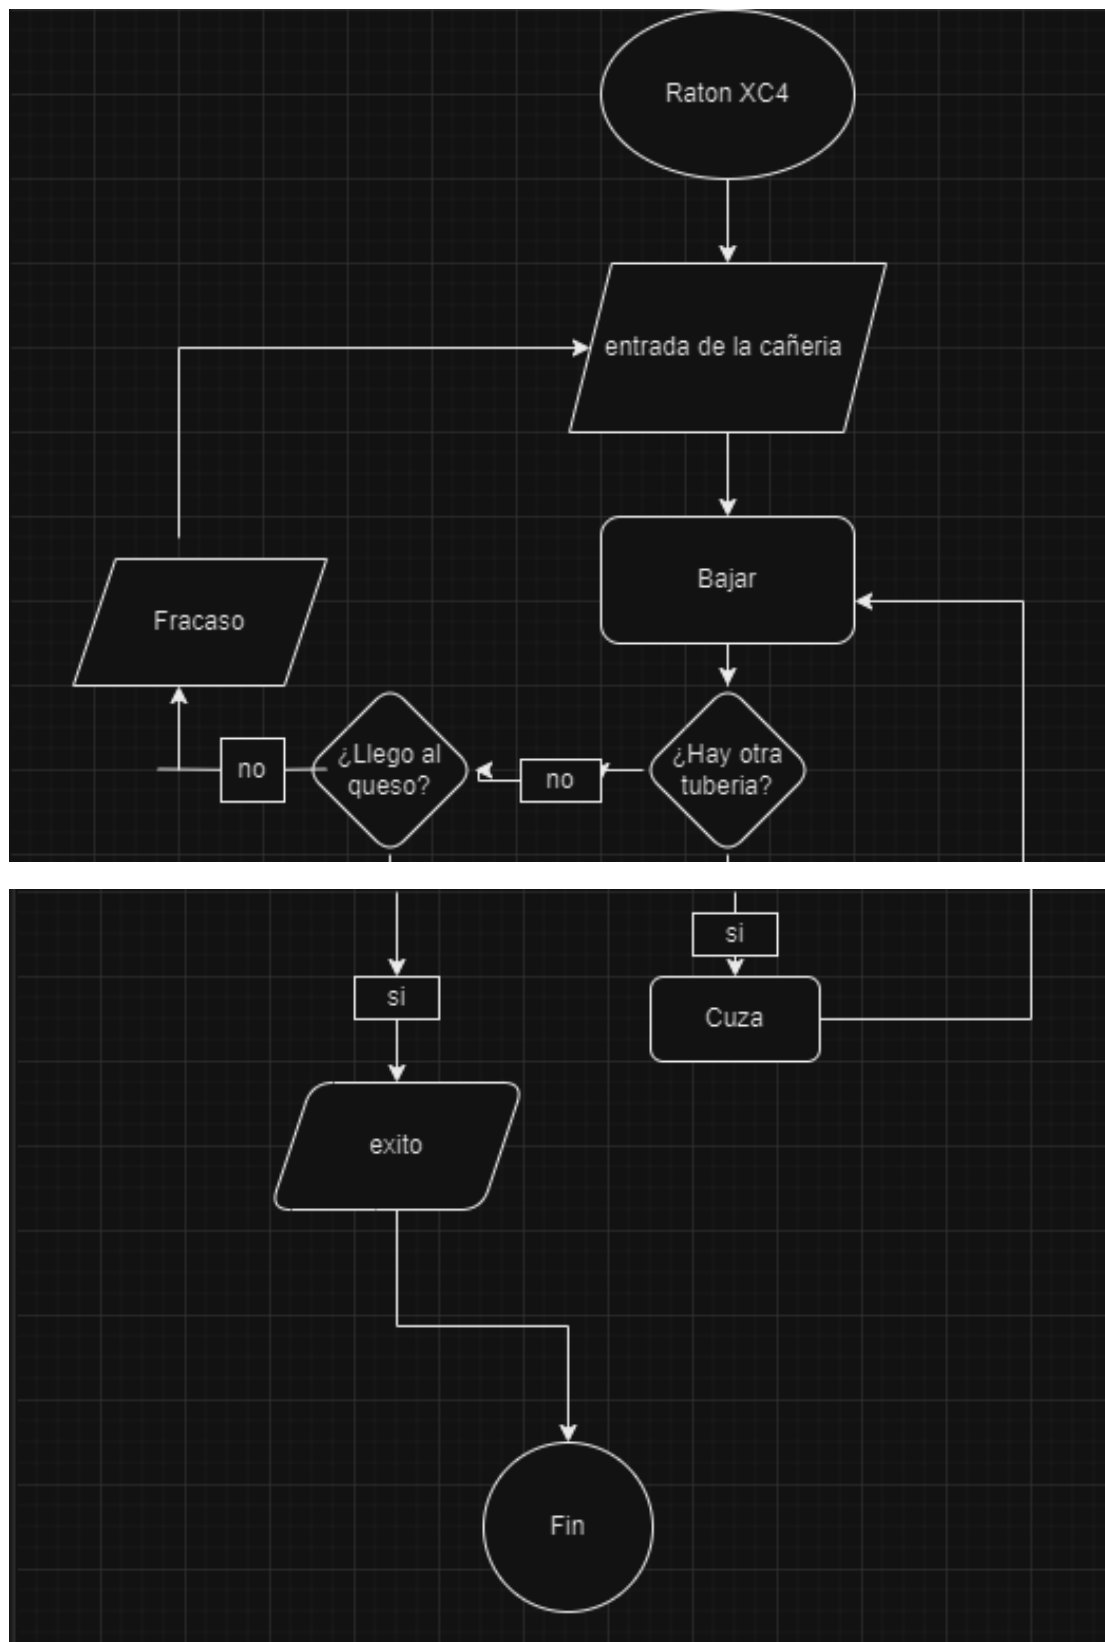 Raton XC4
entrada de la cañeria
Bajar
Fracaso
¿Hay otra
tuberia?
no
¿Llego al
queso?
no
si
Cuza
si
exito
Fin